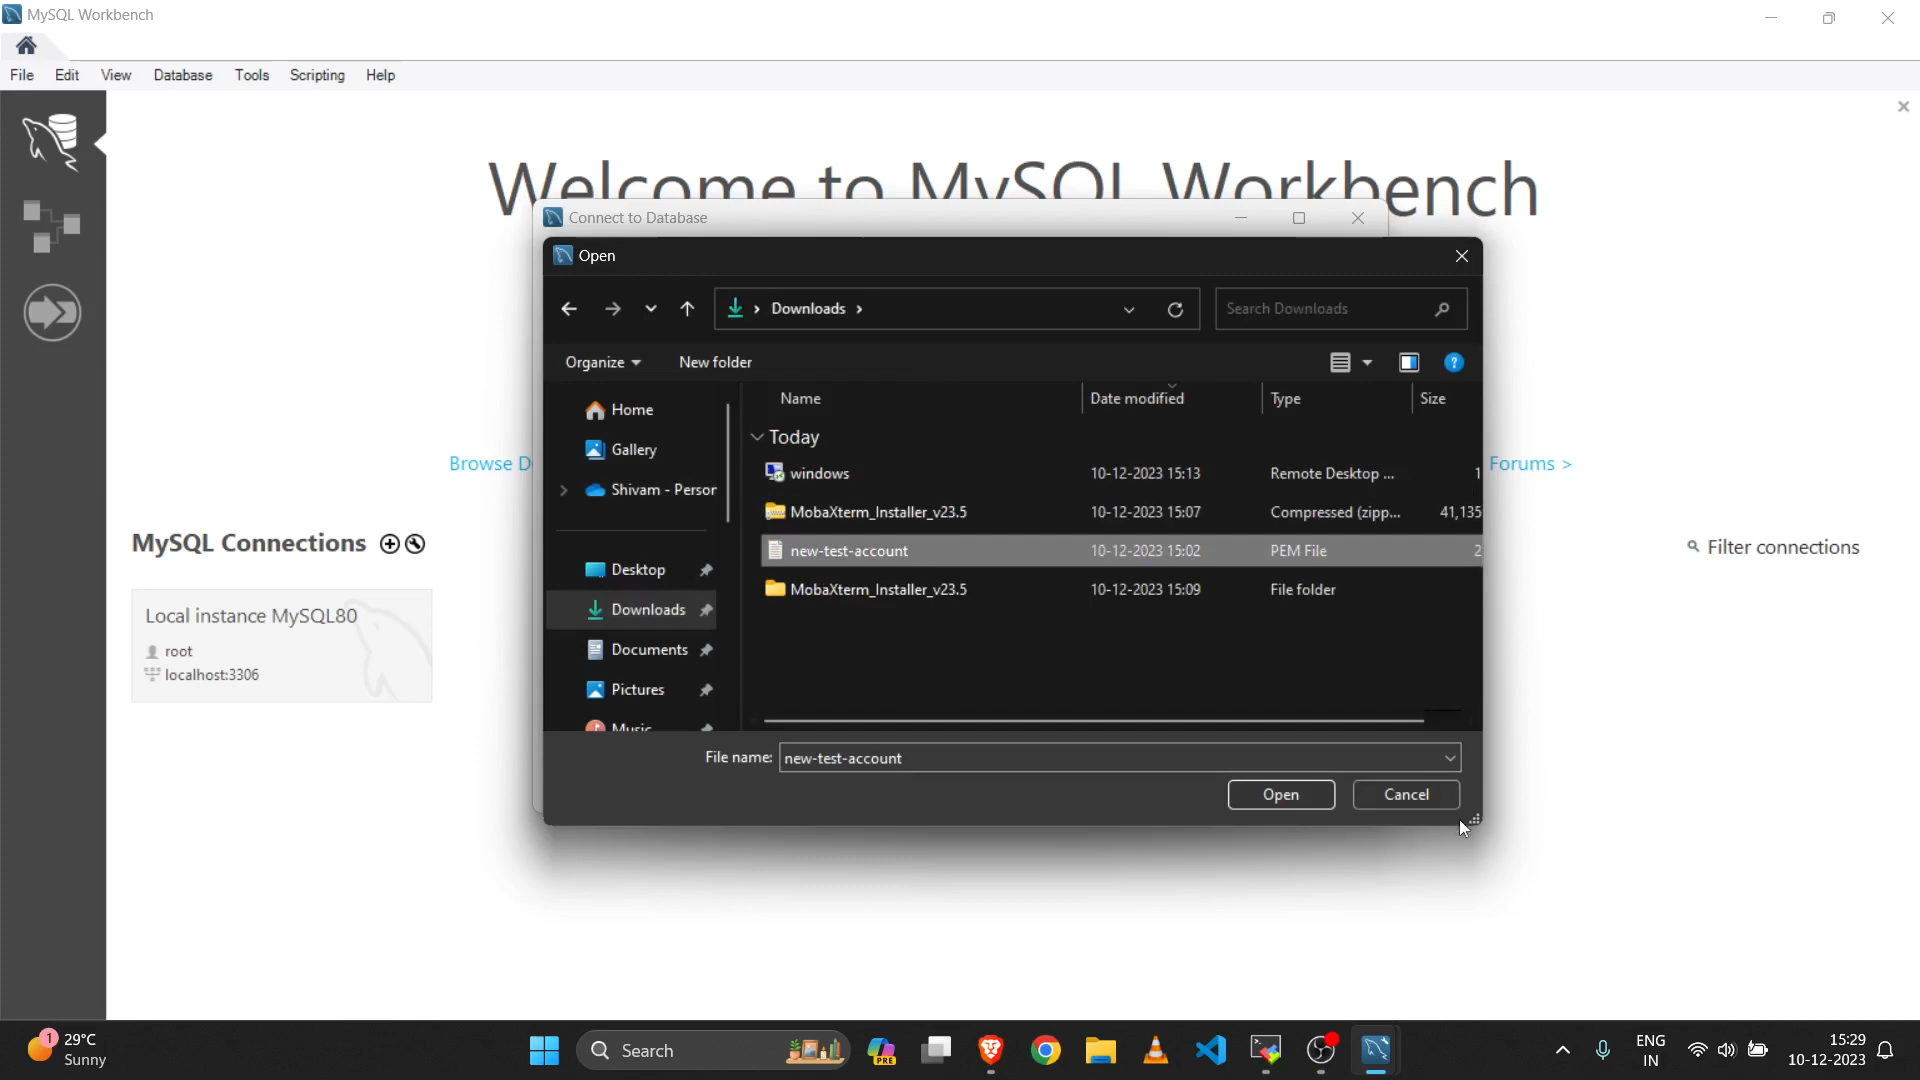 MySQL Workbench
File Edit View Database Tools Scripting Help
Welcome to MySQL Workbench
Connect to Database
Open
Downloads
Search Downloads
Organize New folder
Name Date modified Type Size
Home
Gallery
Shivam - Person
Desktop
Downloads
Documents
Pictures
Music
Today
windows 10-12-2023 15:13 Remote Desktop ... 1
MobaXterm_Installer_v23.5 10-12-2023 15:07 Compressed (zipp... 41,135
new-test-account 10-12-2023 15:02 PEM File 2
MobaXterm_Installer_v23.5 10-12-2023 15:09 File folder
File name: new-test-account
Open Cancel
Browse D
Forums >
MySQL Connections
Filter connections
Local instance MySQL80
root
localhost:3306
1
29°C
Sunny
Search
PRE
ENG
IN
15:29
10-12-2023